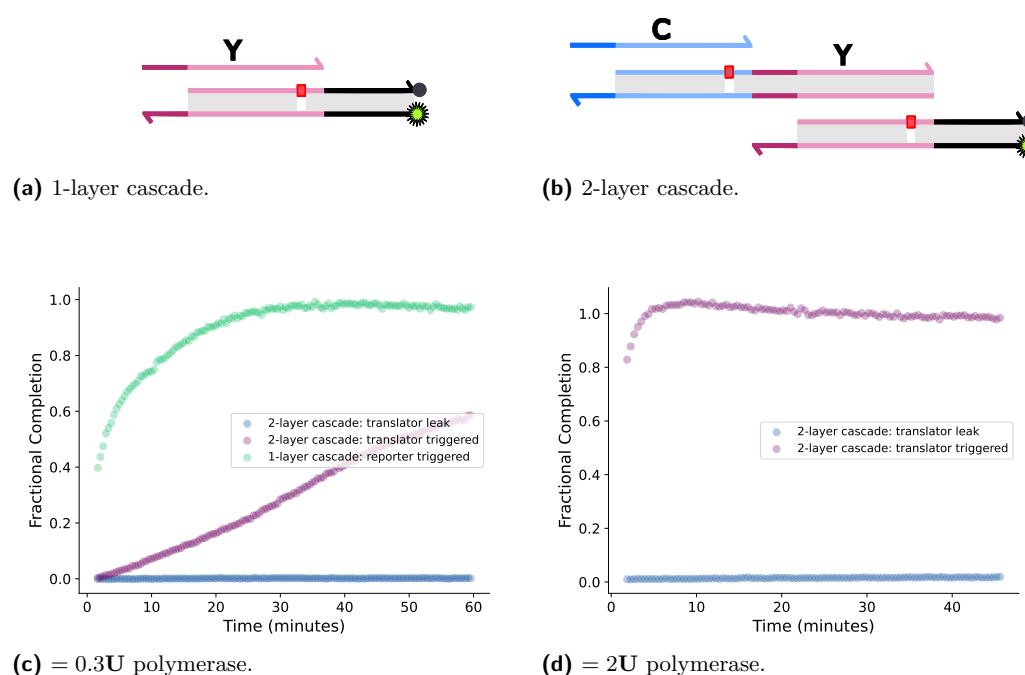 Y
C
Y
(a) 1-layer cascade.
(b) 2-layer cascade.
Fractional Completion
1.0
0.8
0.6
0.4
0.2
0.0
2-layer cascade: translator leak
2-layer cascade: translator triggered
1-layer cascade: reporter triggered
0 10 20 30 40 50 60
Time (minutes)
(c) = 0.3U polymerase.
Fractional Completion
1.0
0.8
0.6
0.4
0.2
0.0
2-layer cascade: translator leak
2-layer cascade: translator triggered
0 10 20 30 40
Time (minutes)
(d) = 2U polymerase.